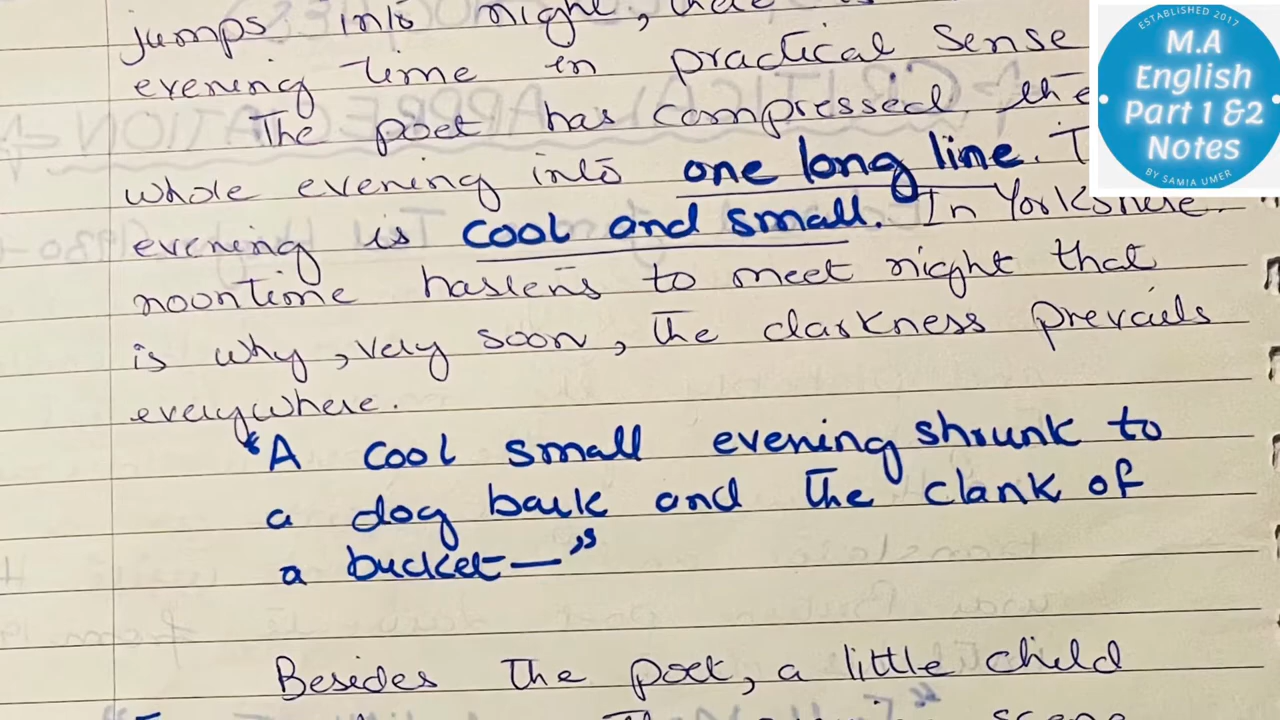 jumps into night,
evening time in practical sense
The poet has compressed the
whole evening into one long line. T
evening is cool and small. In Yorkshire
noontime hastens to meet night that
is why, very soon, the darkness prevails
everywhere.
"A cool small evening shrunk to
a dog bark and the clank of
a bucket—"
Besides the poet, a little child
scene
ESTABLISHED 2017
M.A
English
Part 1 &2
Notes
BY SAMIA UMER